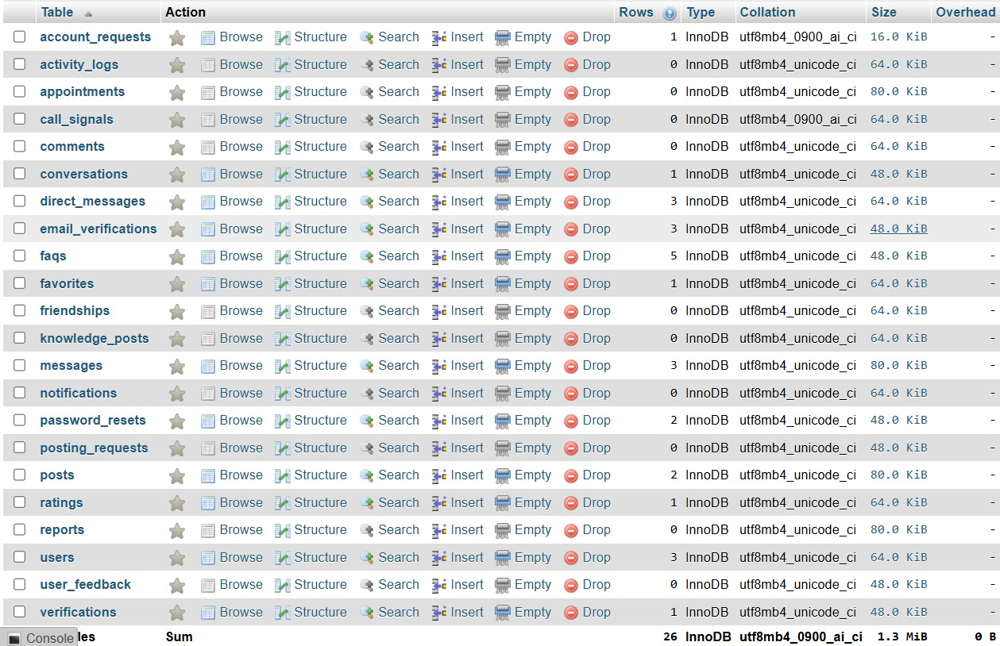 Table Action Rows Type Collation Size Overhead
account_requests Browse Structure Search Insert Empty Drop 1 InnoDB utf8mb4_0900_ai_ci 16.0 KiB -
activity_logs Browse Structure Search Insert Empty Drop 0 InnoDB utf8mb4_unicode_ci 64.0 KiB -
appointments Browse Structure Search Insert Empty Drop 0 InnoDB utf8mb4_unicode_ci 80.0 KiB -
call_signals Browse Structure Search Insert Empty Drop 0 InnoDB utf8mb4_0900_ai_ci 64.0 KiB -
comments Browse Structure Search Insert Empty Drop 0 InnoDB utf8mb4_unicode_ci 64.0 KiB -
conversations Browse Structure Search Insert Empty Drop 1 InnoDB utf8mb4_unicode_ci 48.0 KiB -
direct_messages Browse Structure Search Insert Empty Drop 3 InnoDB utf8mb4_unicode_ci 64.0 KiB -
email_verifications Browse Structure Search Insert Empty Drop 3 InnoDB utf8mb4_unicode_ci 48.0 KiB -
faqs Browse Structure Search Insert Empty Drop 5 InnoDB utf8mb4_unicode_ci 48.0 KiB -
favorites Browse Structure Search Insert Empty Drop 1 InnoDB utf8mb4_unicode_ci 64.0 KiB -
friendships Browse Structure Search Insert Empty Drop 0 InnoDB utf8mb4_unicode_ci 64.0 KiB -
knowledge_posts Browse Structure Search Insert Empty Drop 0 InnoDB utf8mb4_unicode_ci 64.0 KiB -
messages Browse Structure Search Insert Empty Drop 3 InnoDB utf8mb4_unicode_ci 80.0 KiB -
notifications Browse Structure Search Insert Empty Drop 0 InnoDB utf8mb4_unicode_ci 64.0 KiB -
password_resets Browse Structure Search Insert Empty Drop 2 InnoDB utf8mb4_unicode_ci 48.0 KiB -
posting_requests Browse Structure Search Insert Empty Drop 0 InnoDB utf8mb4_unicode_ci 48.0 KiB -
posts Browse Structure Search Insert Empty Drop 2 InnoDB utf8mb4_unicode_ci 80.0 KiB -
ratings Browse Structure Search Insert Empty Drop 1 InnoDB utf8mb4_unicode_ci 64.0 KiB -
reports Browse Structure Search Insert Empty Drop 0 InnoDB utf8mb4_unicode_ci 80.0 KiB -
users Browse Structure Search Insert Empty Drop 3 InnoDB utf8mb4_unicode_ci 64.0 KiB -
user_feedback Browse Structure Search Insert Empty Drop 0 InnoDB utf8mb4_unicode_ci 48.0 KiB -
verifications Browse Structure Search Insert Empty Drop 1 InnoDB utf8mb4_unicode_ci 48.0 KiB -
Console Sum 26 InnoDB utf8mb4_0900_ai_ci 1.3 MiB 0 B